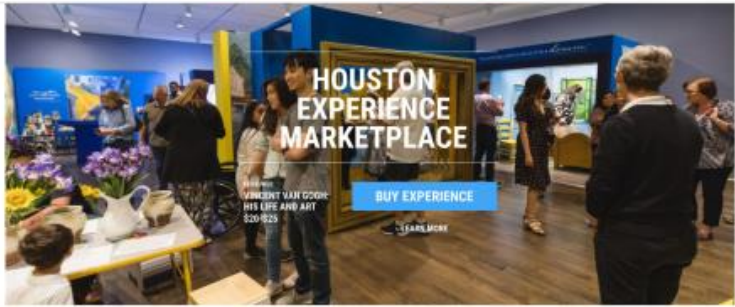 HOUSTON
EXPERIENCE
MARKETPLACE
VINCENT VAN GOGH:
HIS LIFE AND ART
$20-$25
BUY EXPERIENCE
LEARN MORE